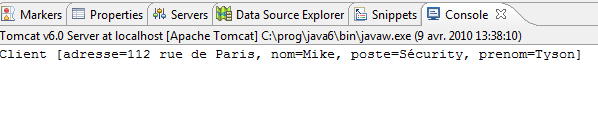 Markers Properties Servers Data Source Explorer Snippets Console
Tomcat v6.0 Server at localhost [Apache Tomcat] C:\prog\java6\bin\javaw.exe (9 avr. 2010 13:38:10)
Client [adresse=112 rue de Paris, nom=Mike, poste=Sécurity, prenom=Tyson]